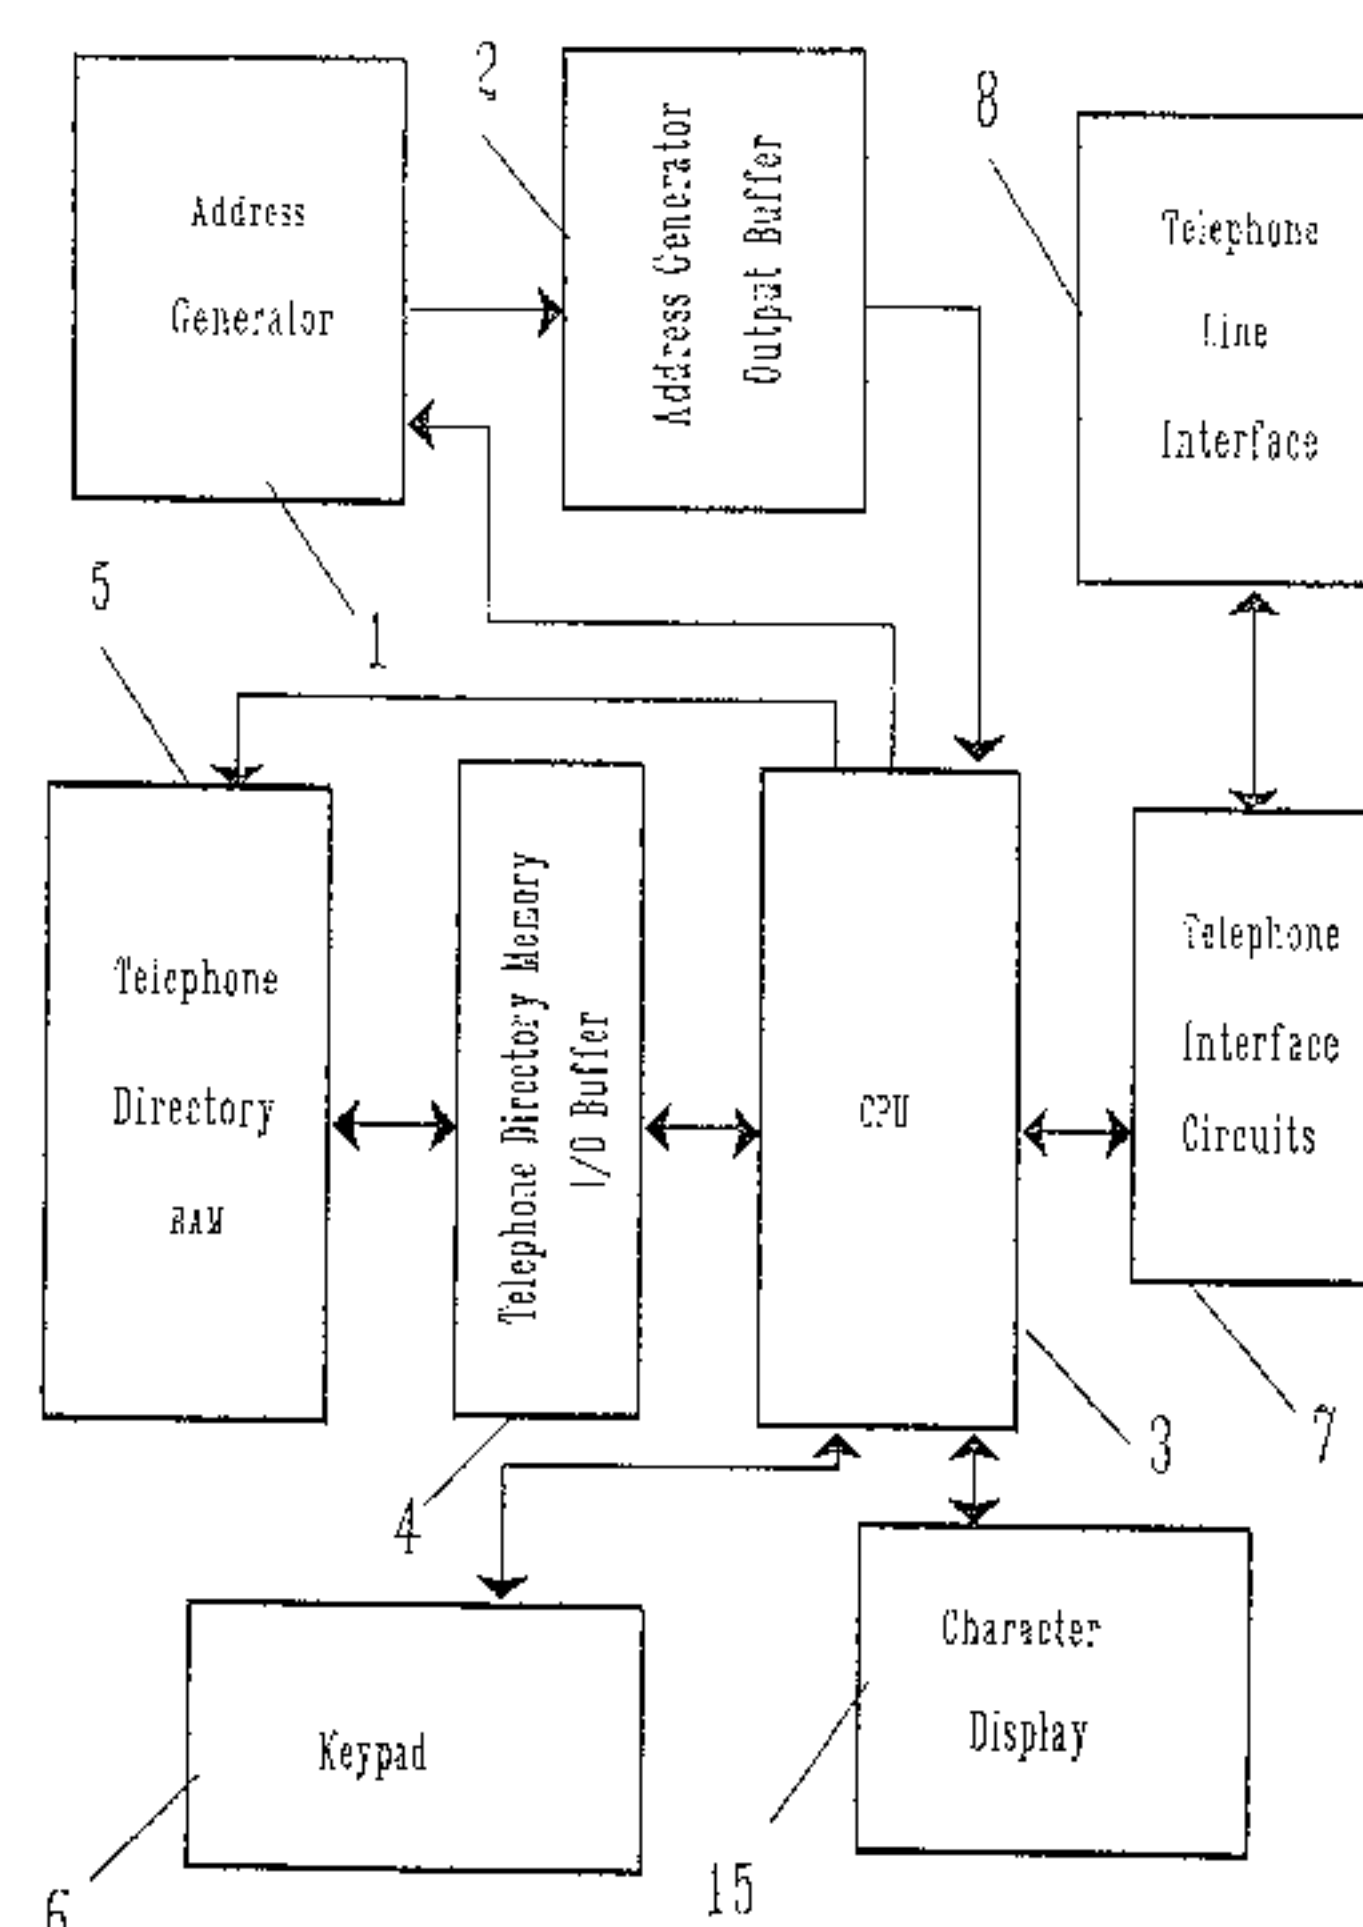 2
8
Address
Generator
Address Generator
Output Buffer
Telephone
Line
Interface
5
1
Telephone
Directory
RAM
Telephone Directory Memory
I/O Buffer
CPU
Telephone
Interface
Circuits
3
7
4
Keypad
Character
Display
6
15